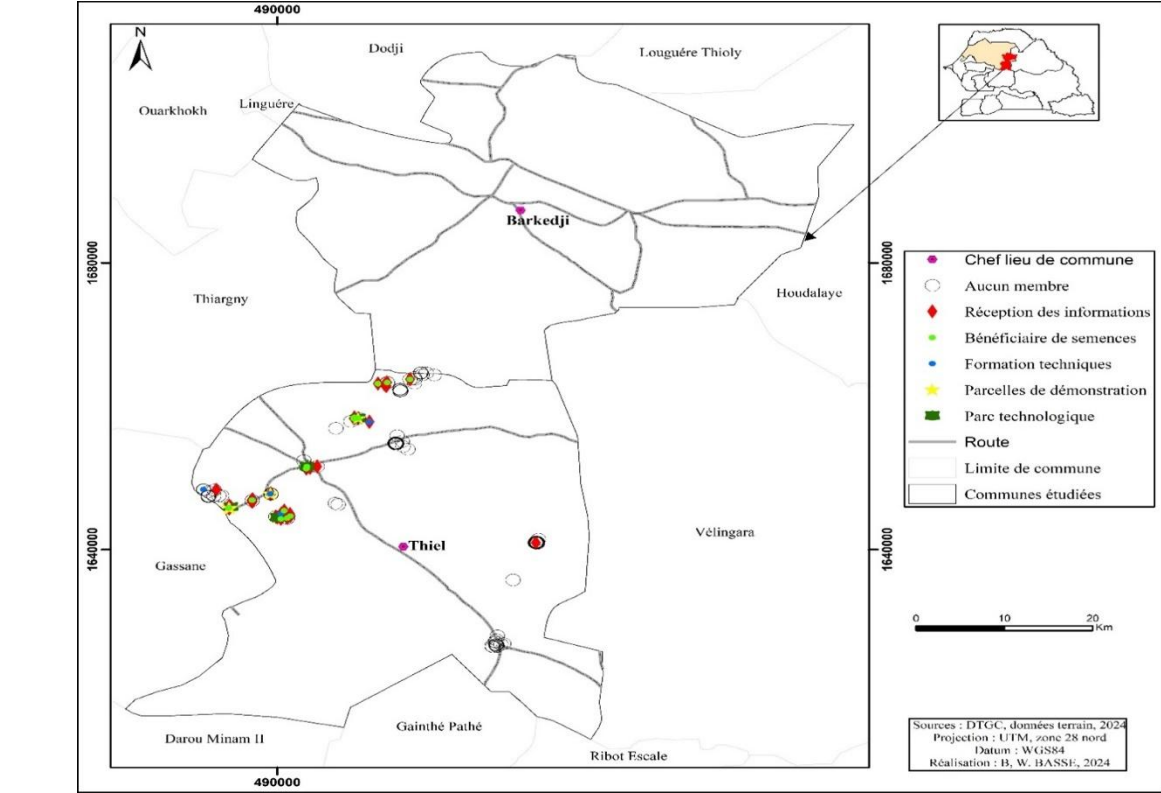 490000
N
Dodji
Louguére Thioly
Ouarkhokh
Linguére
Barkedji
1680000
1680000
Thiargny
Houdalaye
Chef lieu de commune
Aucun membre
Réception des informations
Bénéficiaire de semences
Formation techniques
Parcelles de démonstration
Parc technologique
Route
Limite de commune
Communes étudiées
Vélingara
Thiel
1640000
1640000
Gassane
0 10 20
Km
Gainthé Pathé
Darou Minam II
Ribot Escale
Sources : DTGC, données terrain, 2024
Projection : UTM, zone 28 nord
Datum : WGS84
Réalisation : B, W. BASSE, 2024
490000